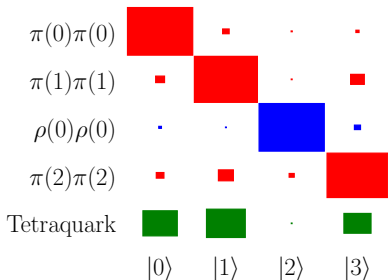 π(0)π(0)
π(1)π(1)
ρ(0)ρ(0)
π(2)π(2)
Tetraquark
|0⟩ |1⟩ |2⟩ |3⟩